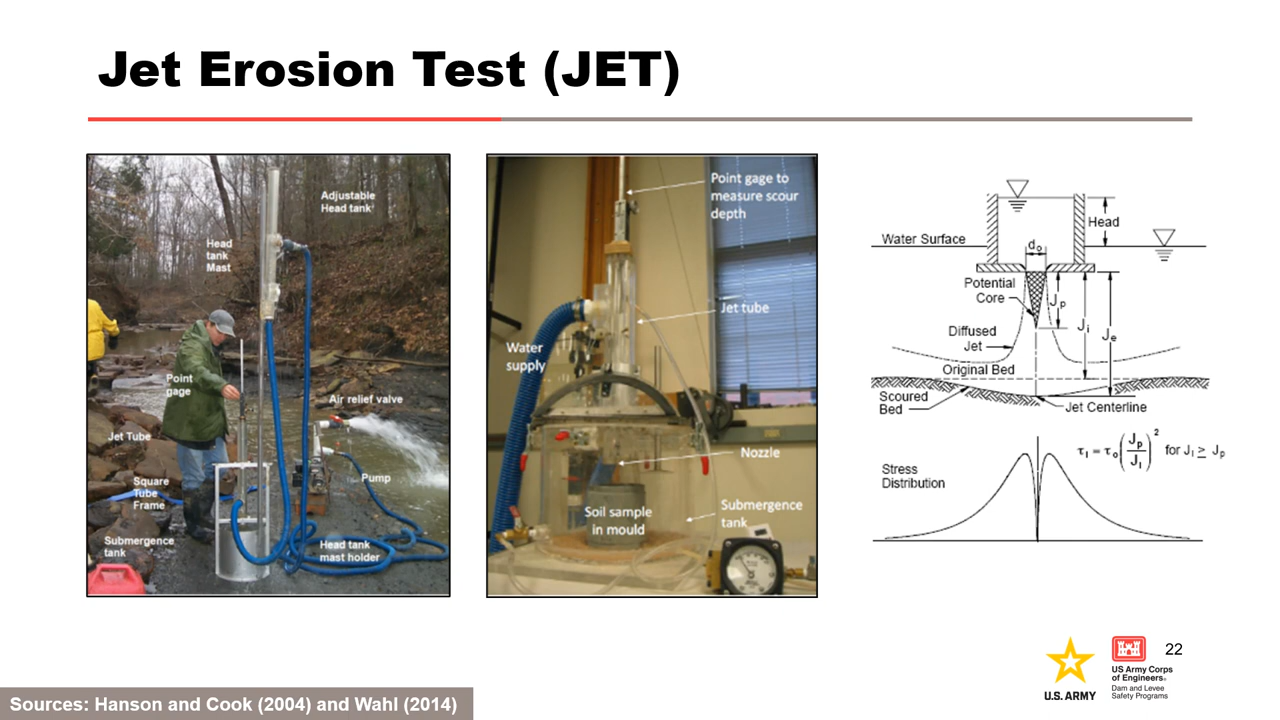 Jet Erosion Test (JET)
Adjustable
Head tank
Head
tank
Mast
Point
gage
Air relief valve
Jet Tube
Pump
Square
Tube
Frame
Submergence
tank
Head tank
mast holder
Point gage to
measure scour
depth
Jet tube
Water
supply
Nozzle
Soil sample
in mould
Submergence
tank
Head
Water Surface
do
Potential
Core
Jp
Ji
Je
Diffused
Jet
Original Bed
Scoured
Bed
Jet Centerline
τi = τo(Jp/Ji)² for Ji ≥ Jp
Stress
Distribution
22
U.S. ARMY
US Army Corps
of Engineers®
Dam and Levee
Safety Programs
Sources: Hanson and Cook (2004) and Wahl (2014)